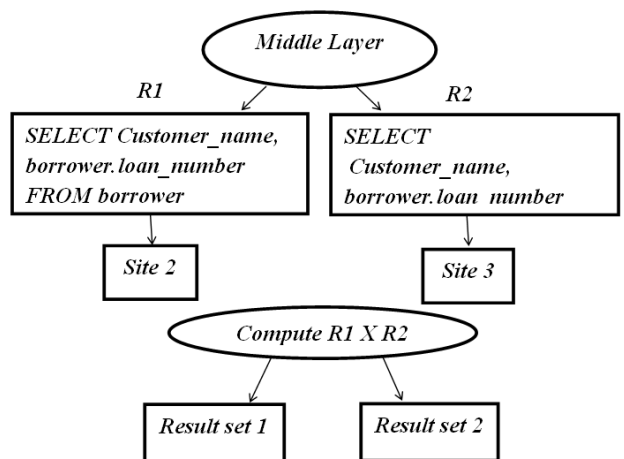 Middle Layer
R1
R2
SELECT Customer_name,
borrower.loan_number
FROM borrower
SELECT
Customer_name,
borrower.loan number
Site 2
Site 3
Compute R1 X R2
Result set 1
Result set 2